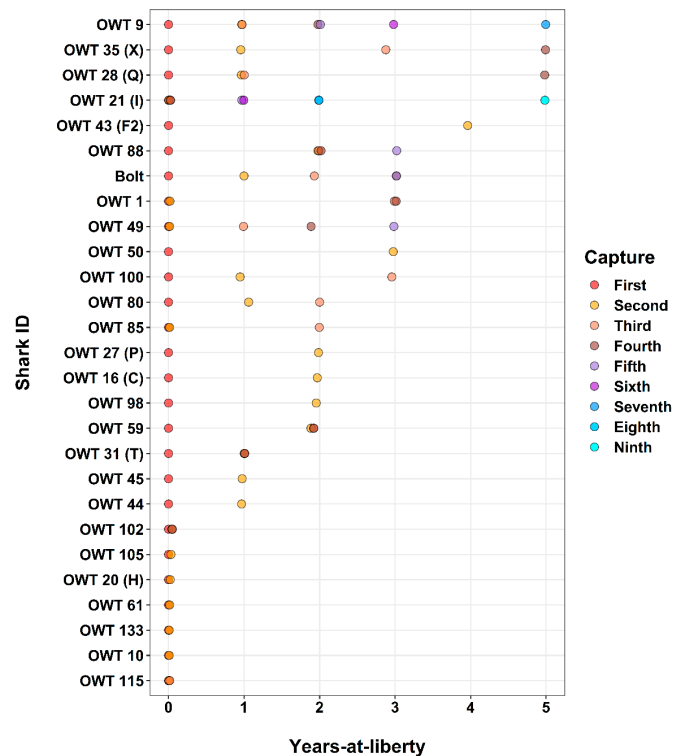 OWT 9
OWT 35 (X)
OWT 28 (Q)
OWT 21 (I)
OWT 43 (F2)
OWT 88
Bolt
OWT 1
OWT 49
OWT 50
OWT 100
OWT 80
OWT 85
OWT 27 (P)
OWT 16 (C)
OWT 98
OWT 59
OWT 31 (T)
OWT 45
OWT 44
OWT 102
OWT 105
OWT 20 (H)
OWT 61
OWT 133
OWT 10
OWT 115
Shark ID
0 1 2 3 4 5
Years-at-liberty
Capture
First
Second
Third
Fourth
Fifth
Sixth
Seventh
Eighth
Ninth